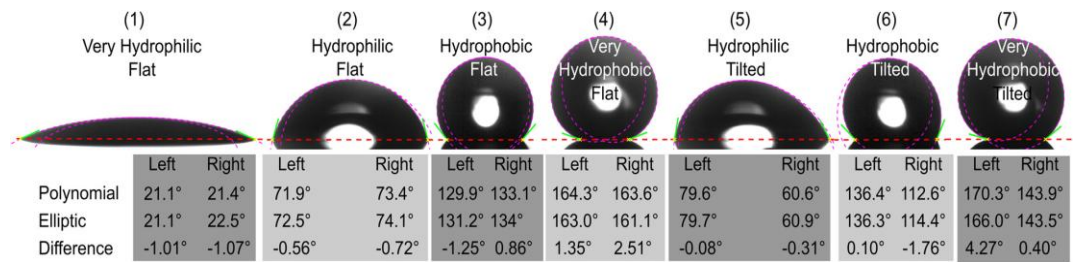 (1) (2) (3) (4) (5) (6) (7)
Very Hydrophilic Flat
Hydrophilic Flat
Hydrophobic Flat
Very Hydrophobic Flat
Hydrophilic Tilted
Hydrophobic Tilted
Very Hydrophobic Tilted
Left Right Left Right Left Right Left Right Left Right Left Right Left Right
Polynomial 21.1° 21.4° 71.9° 73.4° 129.9° 133.1° 164.3° 163.6° 79.6° 60.6° 136.4° 112.6° 170.3° 143.9°
Elliptic 21.1° 22.5° 72.5° 74.1° 131.2° 134° 163.0° 161.1° 79.7° 60.9° 136.3° 114.4° 166.0° 143.5°
Difference -1.01° -1.07° -0.56° -0.72° -1.25° 0.86° 1.35° 2.51° -0.08° -0.31° 0.10° -1.76° 4.27° 0.40°